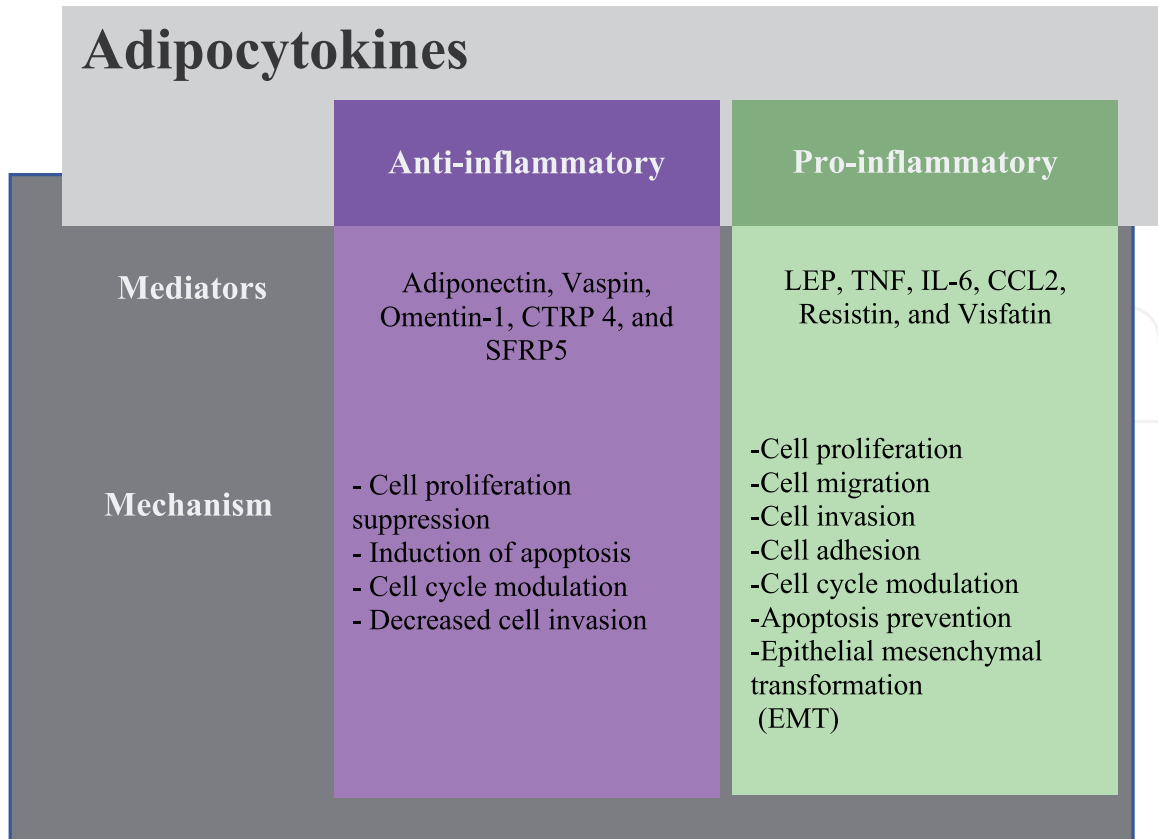 Adipocytokines
Anti-inflammatory
Pro-inflammatory
Mediators
Adiponectin, Vaspin,
Omentin-1, CTRP 4, and
SFRP5
LEP, TNF, IL-6, CCL2,
Resistin, and Visfatin
Mechanism
- Cell proliferation
suppression
- Induction of apoptosis
- Cell cycle modulation
- Decreased cell invasion
-Cell proliferation
-Cell migration
-Cell invasion
-Cell adhesion
-Cell cycle modulation
-Apoptosis prevention
-Epithelial mesenchymal
transformation
(EMT)